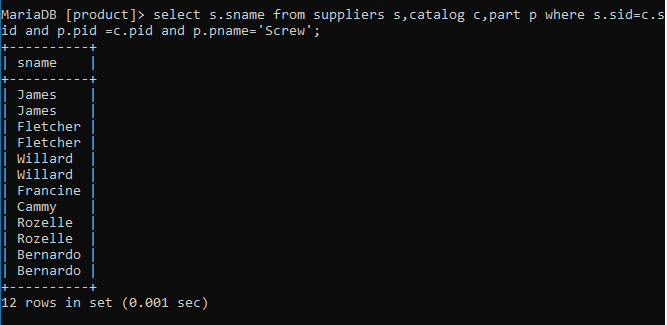 MariaDB [product]> select s.sname from suppliers s,catalog c,part p where s.sid=c.s
id and p.pid =c.pid and p.pname='Screw';
+----------+
| sname    |
+----------+
| James    |
| James    |
| Fletcher |
| Fletcher |
| Willard  |
| Willard  |
| Francine |
| Cammy    |
| Rozelle  |
| Rozelle  |
| Bernardo |
| Bernardo |
+----------+
12 rows in set (0.001 sec)